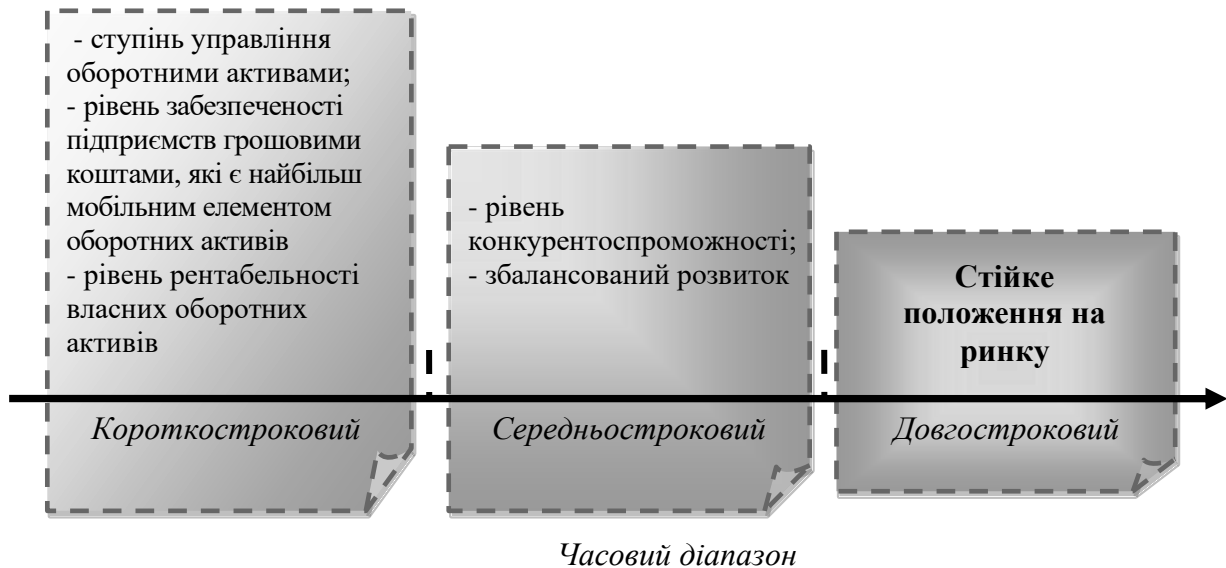 - ступінь управління
оборотними активами;
- рівень забезпеченості
підприємств грошовими
коштами, які є найбільш
мобільним елементом
оборотних активів
- рівень рентабельності
власних оборотних
активів
- рівень
конкурентоспроможності;
- збалансований розвиток
Стійке
положення на
ринку
Короткостроковий
Середньостроковий
Довгостроковий
Часовий діапазон